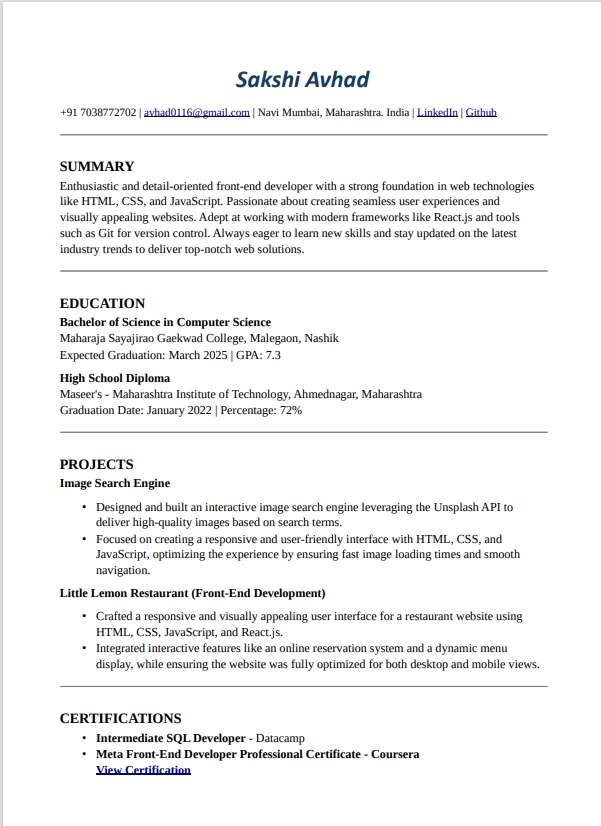 Sakshi Avhad
+91 7038772702 | avhad0116@gmail.com | Navi Mumbai, Maharashtra. India | LinkedIn | Github
SUMMARY
Enthusiastic and detail-oriented front-end developer with a strong foundation in web technologies
like HTML, CSS, and JavaScript. Passionate about creating seamless user experiences and
visually appealing websites. Adept at working with modern frameworks like React.js and tools
such as Git for version control. Always eager to learn new skills and stay updated on the latest
industry trends to deliver top-notch web solutions.
EDUCATION
Bachelor of Science in Computer Science
Maharaja Sayajirao Gaekwad College, Malegaon, Nashik
Expected Graduation: March 2025 | GPA: 7.3
High School Diploma
Maseer's - Maharashtra Institute of Technology, Ahmednagar, Maharashtra
Graduation Date: January 2022 | Percentage: 72%
PROJECTS
Image Search Engine
• Designed and built an interactive image search engine leveraging the Unsplash API to
deliver high-quality images based on search terms.
• Focused on creating a responsive and user-friendly interface with HTML, CSS, and
JavaScript, optimizing the experience by ensuring fast image loading times and smooth
navigation.
Little Lemon Restaurant (Front-End Development)
• Crafted a responsive and visually appealing user interface for a restaurant website using
HTML, CSS, JavaScript, and React.js.
• Integrated interactive features like an online reservation system and a dynamic menu
display, while ensuring the website was fully optimized for both desktop and mobile views.
CERTIFICATIONS
• Intermediate SQL Developer - Datacamp
• Meta Front-End Developer Professional Certificate - Coursera
View Certification